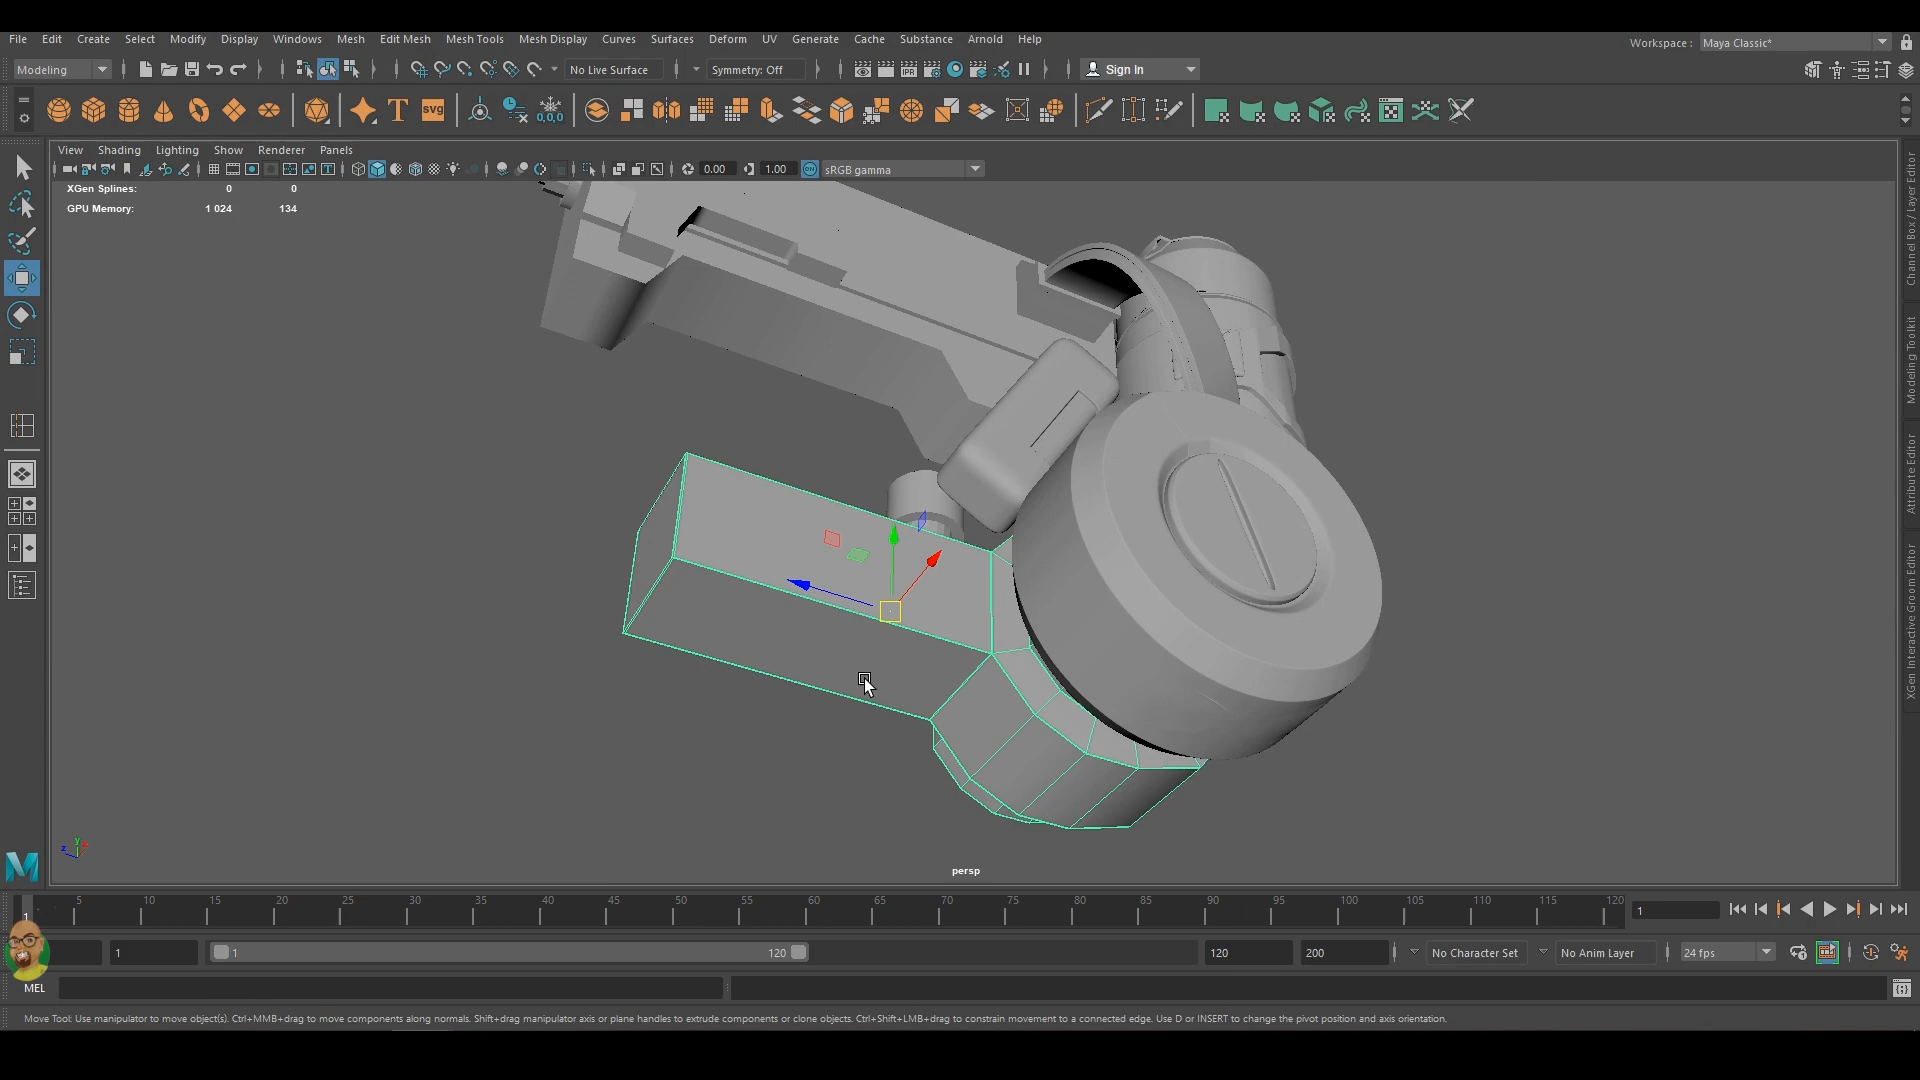 File Edit Create Select Modify Display Windows Mesh Edit Mesh Mesh Tools Mesh Display Curves Surfaces Deform UV Generate Cache Substance Arnold Help
Workspace : Maya Classic*
Modeling No Live Surface Symmetry: Off IPR Sign In
T SVG 0,0,0
View Shading Lighting Show Renderer Panels
0.00 1.00 ON sRGB gamma
XGen Splines: 0 0
GPU Memory: 1 024 134
Channel Box / Layer Editor
Modeling Toolkit
Attribute Editor
XGen Interactive Groom Editor
y
z
persp
M
1 5 10 15 20 25 30 35 40 45 50 55 60 65 70 75 80 85 90 95 100 105 110 115 120 1
1 1 120 120 200 No Character Set No Anim Layer 24 fps
MEL
Move Tool: Use manipulator to move object(s). Ctrl+MMB+drag to move components along normals. Shift+drag manipulator axis or plane handles to extrude components or clone objects. Ctrl+Shift+LMB+drag to constrain movement to a connected edge. Use D or INSERT to change the pivot position and axis orientation.